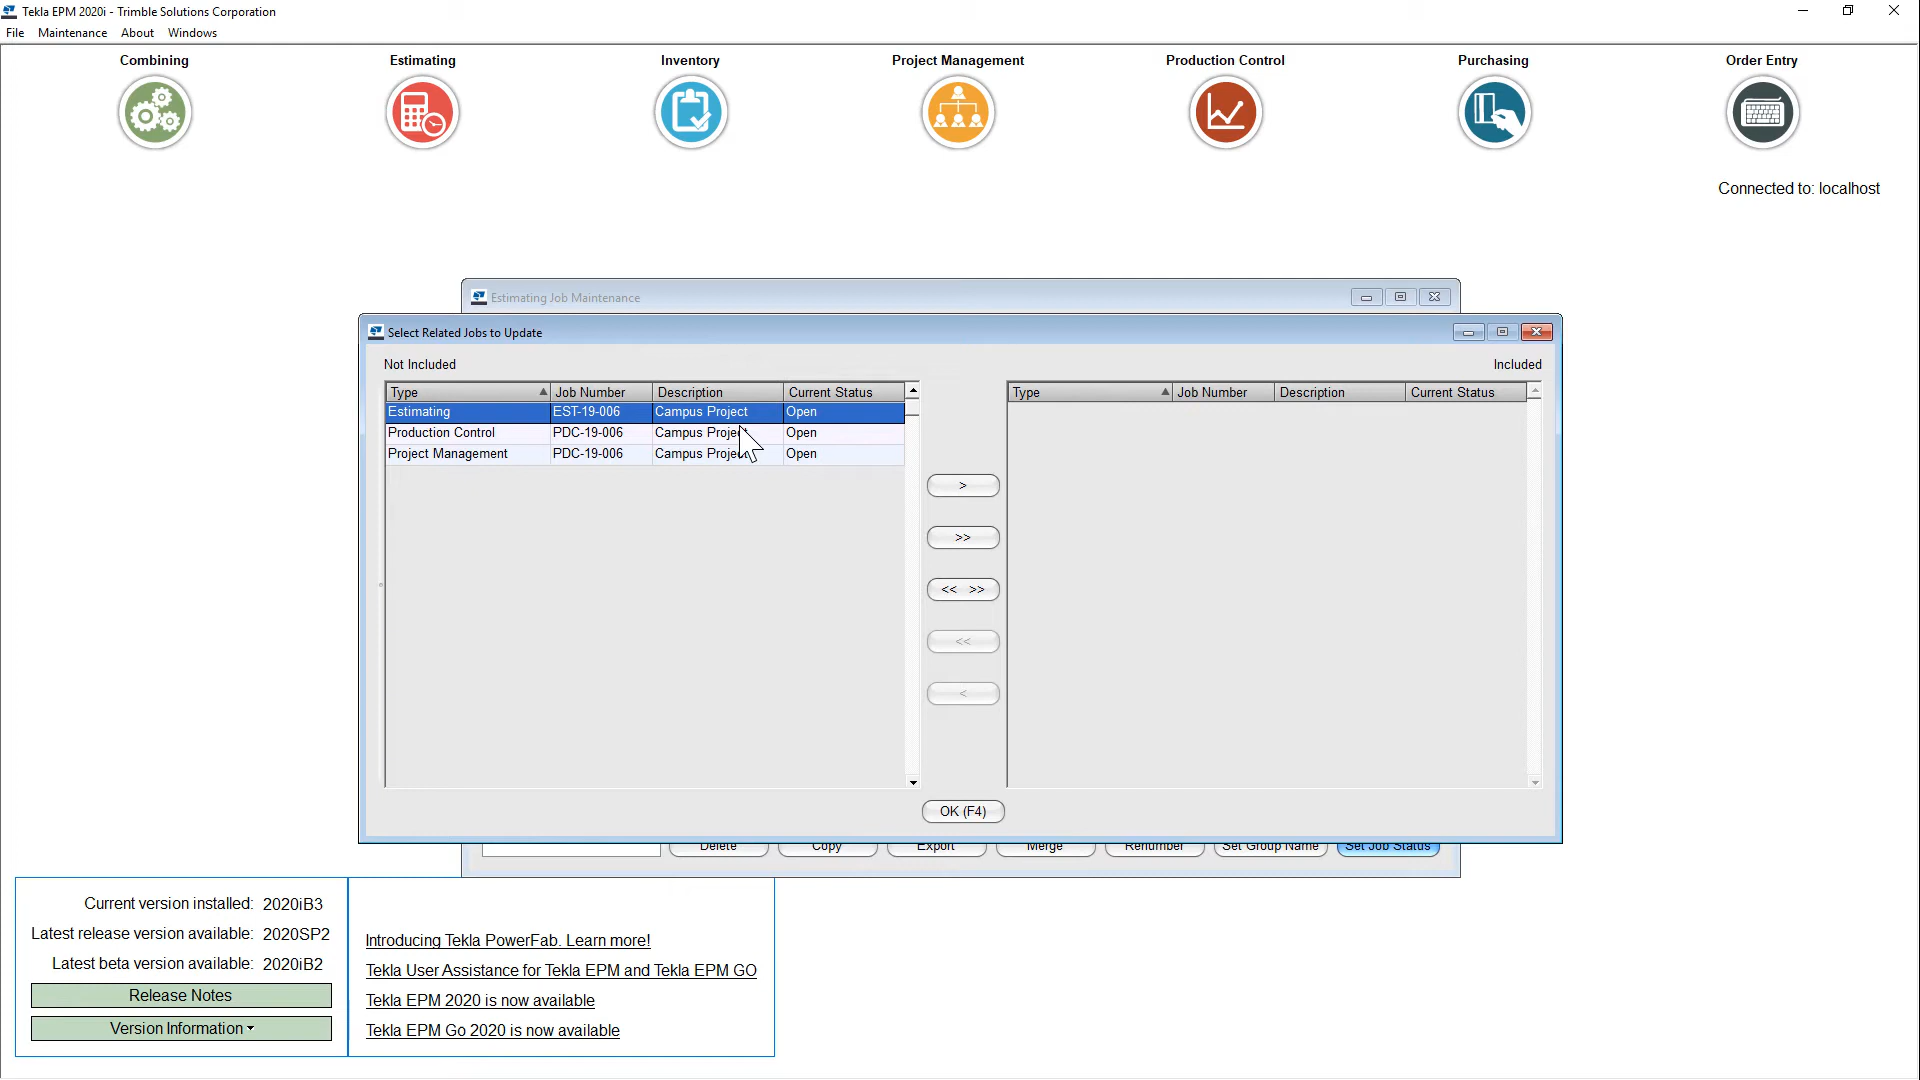 Tekla EPM 2020i - Trimble Solutions Corporation
File Maintenance About Windows
Combining Estimating Inventory Project Management Production Control Purchasing Order Entry
Connected to: localhost
Estimating Job Maintenance
Select Related Jobs to Update
Not Included Included
Type Job Number Description Current Status Type Job Number Description Current Status
Estimating EST-19-006 Campus Project Open
Production Control PDC-19-006 Campus Project Open
Project Management PDC-19-006 Campus Project Open
>
>>
<< >>
<<
<
OK (F4)
Delete Copy Export Merge Renumber Set Group Name Set Job Status
Current version installed: 2020iB3
Latest release version available: 2020SP2
Latest beta version available: 2020iB2
Release Notes
Version Information
Introducing Tekla PowerFab. Learn more!
Tekla User Assistance for Tekla EPM and Tekla EPM GO
Tekla EPM 2020 is now available
Tekla EPM Go 2020 is now available